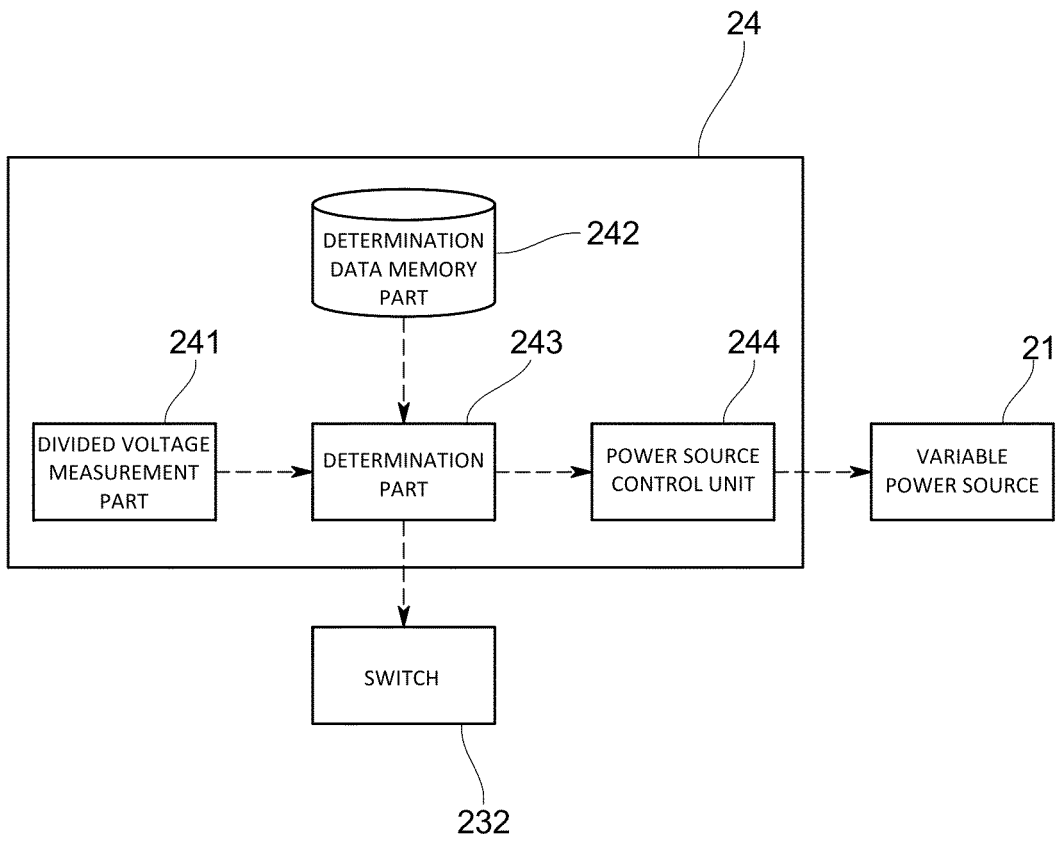 24
DETERMINATION
DATA MEMORY
PART
242
241
243
244
21
DIVIDED VOLTAGE
MEASUREMENT
PART
DETERMINATION
PART
POWER SOURCE
CONTROL UNIT
VARIABLE
POWER SOURCE
SWITCH
232